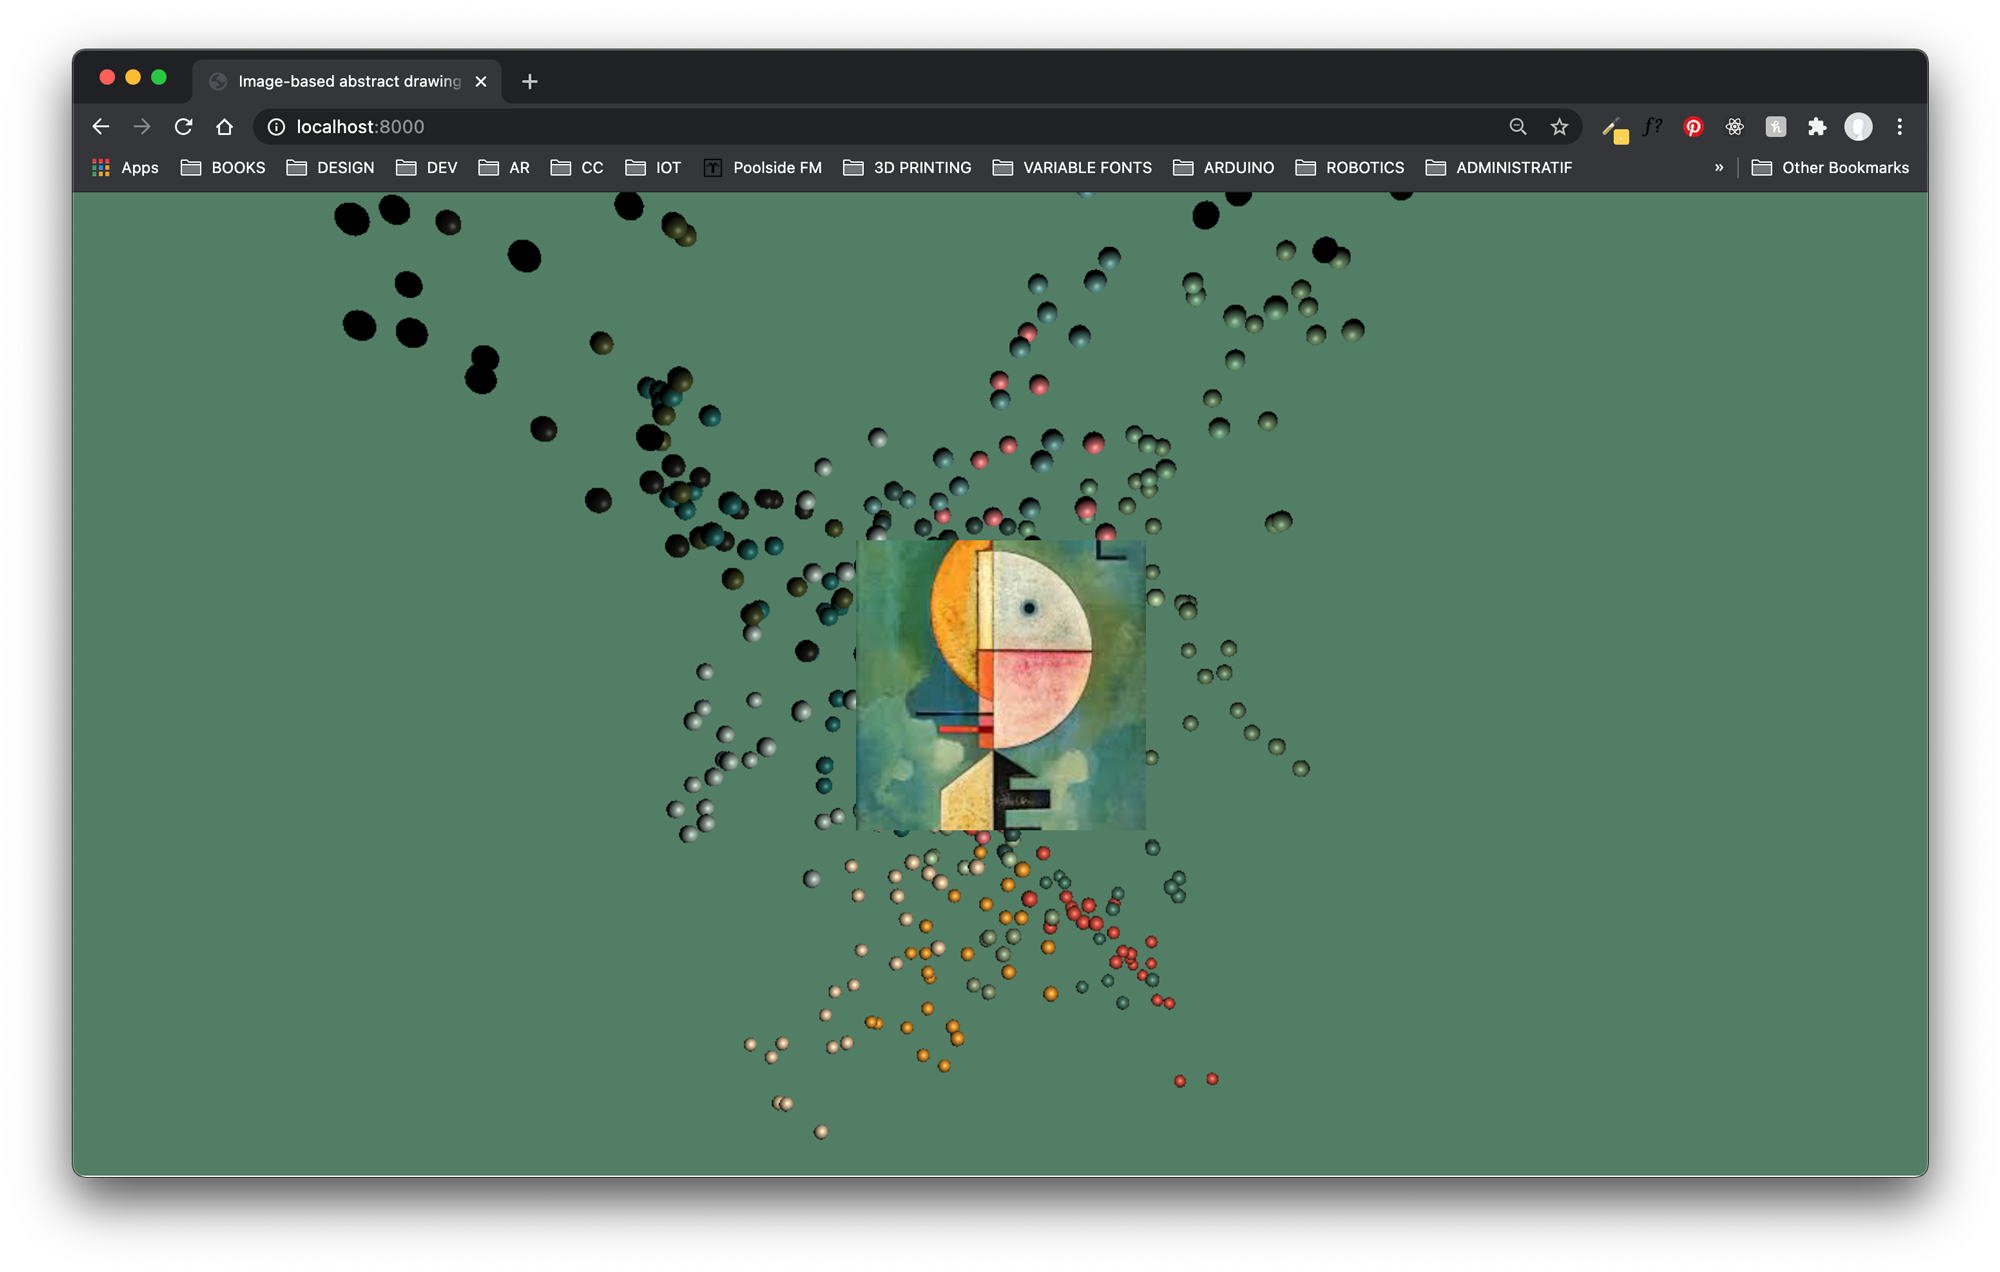 Image-based abstract drawing
localhost:8000
f?
Apps BOOKS DESIGN DEV AR CC IOT Poolside FM 3D PRINTING VARIABLE FONTS ARDUINO ROBOTICS ADMINISTRATIF » Other Bookmarks